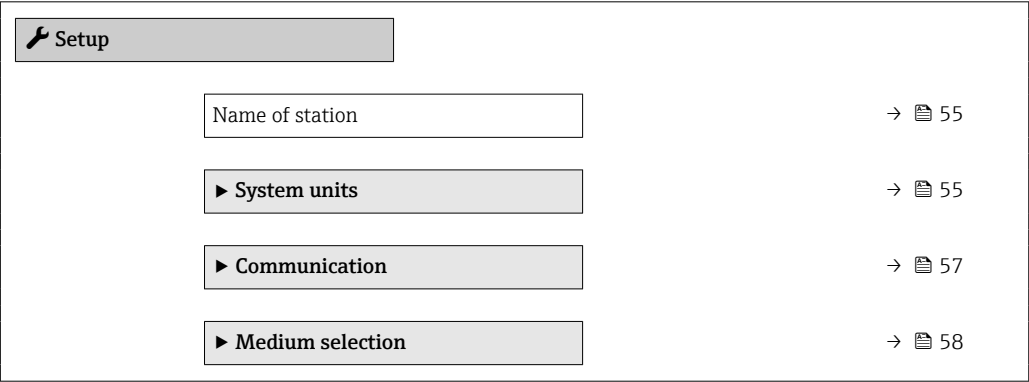 Setup
Name of station → 55
▶ System units → 55
▶ Communication → 57
▶ Medium selection → 58